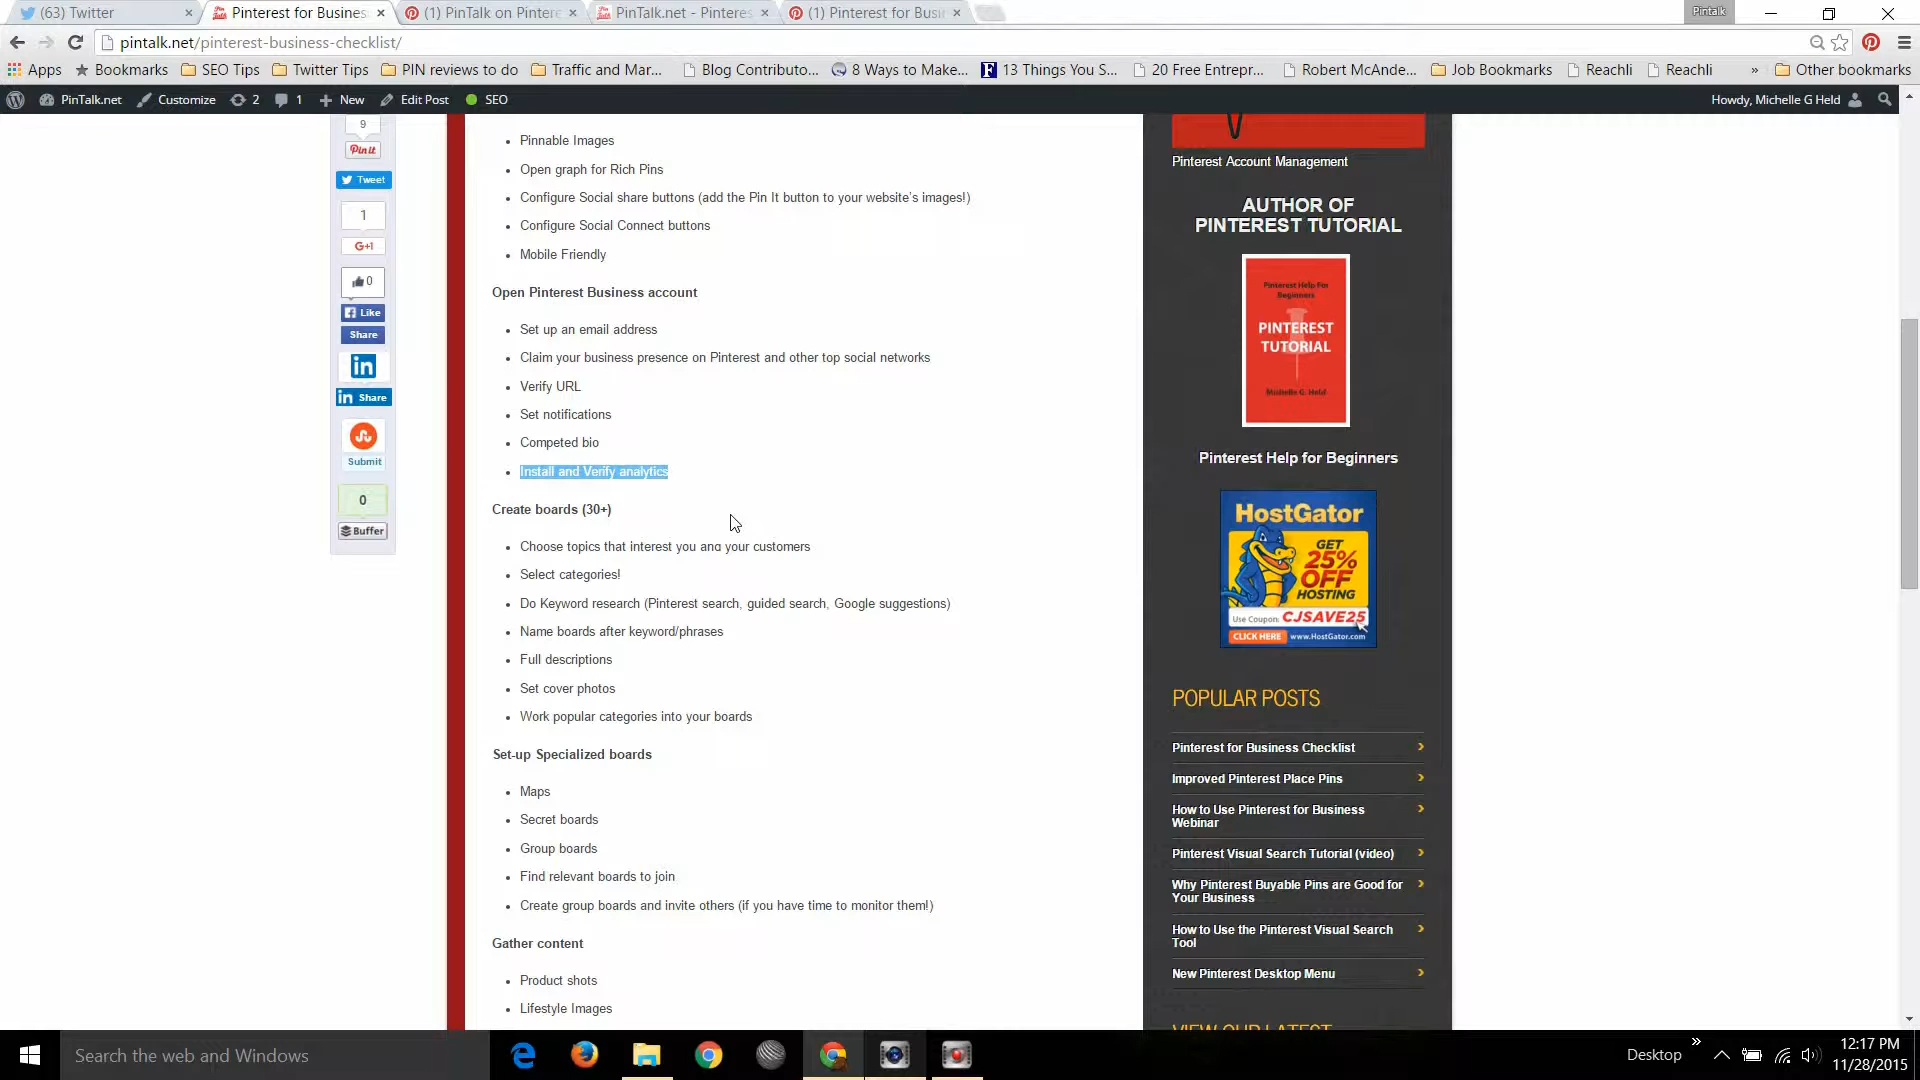 (63) Twitter
Pinterest for Busines
(1) PinTalk on Pintere
PinTalk.net - Pinteres
(1) Pinterest for Busi
Pintalk
pintalk.net/pinterest-business-checklist/
Apps
Bookmarks
SEO Tips
Twitter Tips
PIN reviews to do
Traffic and Mar...
Blog Contributo...
8 Ways to Make...
13 Things You S...
20 Free Entrepr...
Robert McAnde...
Job Bookmarks
Reachli
Reachli
»
Other bookmarks
PinTalk.net
Customize
2
1
New
Edit Post
SEO
Howdy, Michelle G Held
9
Pin it
Tweet
1
G+1
0
Like
Share
in
in Share
Submit
0
Buffer
• Pinnable Images
• Open graph for Rich Pins
• Configure Social share buttons (add the Pin It button to your website's images!)
• Configure Social Connect buttons
• Mobile Friendly
Open Pinterest Business account
• Set up an email address
• Claim your business presence on Pinterest and other top social networks
• Verify URL
• Set notifications
• Competed bio
• Install and Verify analytics
Create boards (30+)
• Choose topics that interest you and your customers
• Select categories!
• Do Keyword research (Pinterest search, guided search, Google suggestions)
• Name boards after keyword/phrases
• Full descriptions
• Set cover photos
• Work popular categories into your boards
Set-up Specialized boards
• Maps
• Secret boards
• Group boards
• Find relevant boards to join
• Create group boards and invite others (if you have time to monitor them!)
Gather content
• Product shots
• Lifestyle Images
Pinterest Account Management
AUTHOR OF
PINTEREST TUTORIAL
Pinterest Help For
Beginners
PINTEREST
TUTORIAL
Michelle G. Held
Pinterest Help for Beginners
HostGator
GET
25%
OFF
HOSTING
Use Coupon: CJSAVE25
CLICK HERE www.HostGator.com
POPULAR POSTS
Pinterest for Business Checklist
Improved Pinterest Place Pins
How to Use Pinterest for Business
Webinar
Pinterest Visual Search Tutorial (video)
Why Pinterest Buyable Pins are Good for
Your Business
How to Use the Pinterest Visual Search
Tool
New Pinterest Desktop Menu
VIEW OUR LATEST
Search the web and Windows
Desktop
»
12:17 PM
11/28/2015